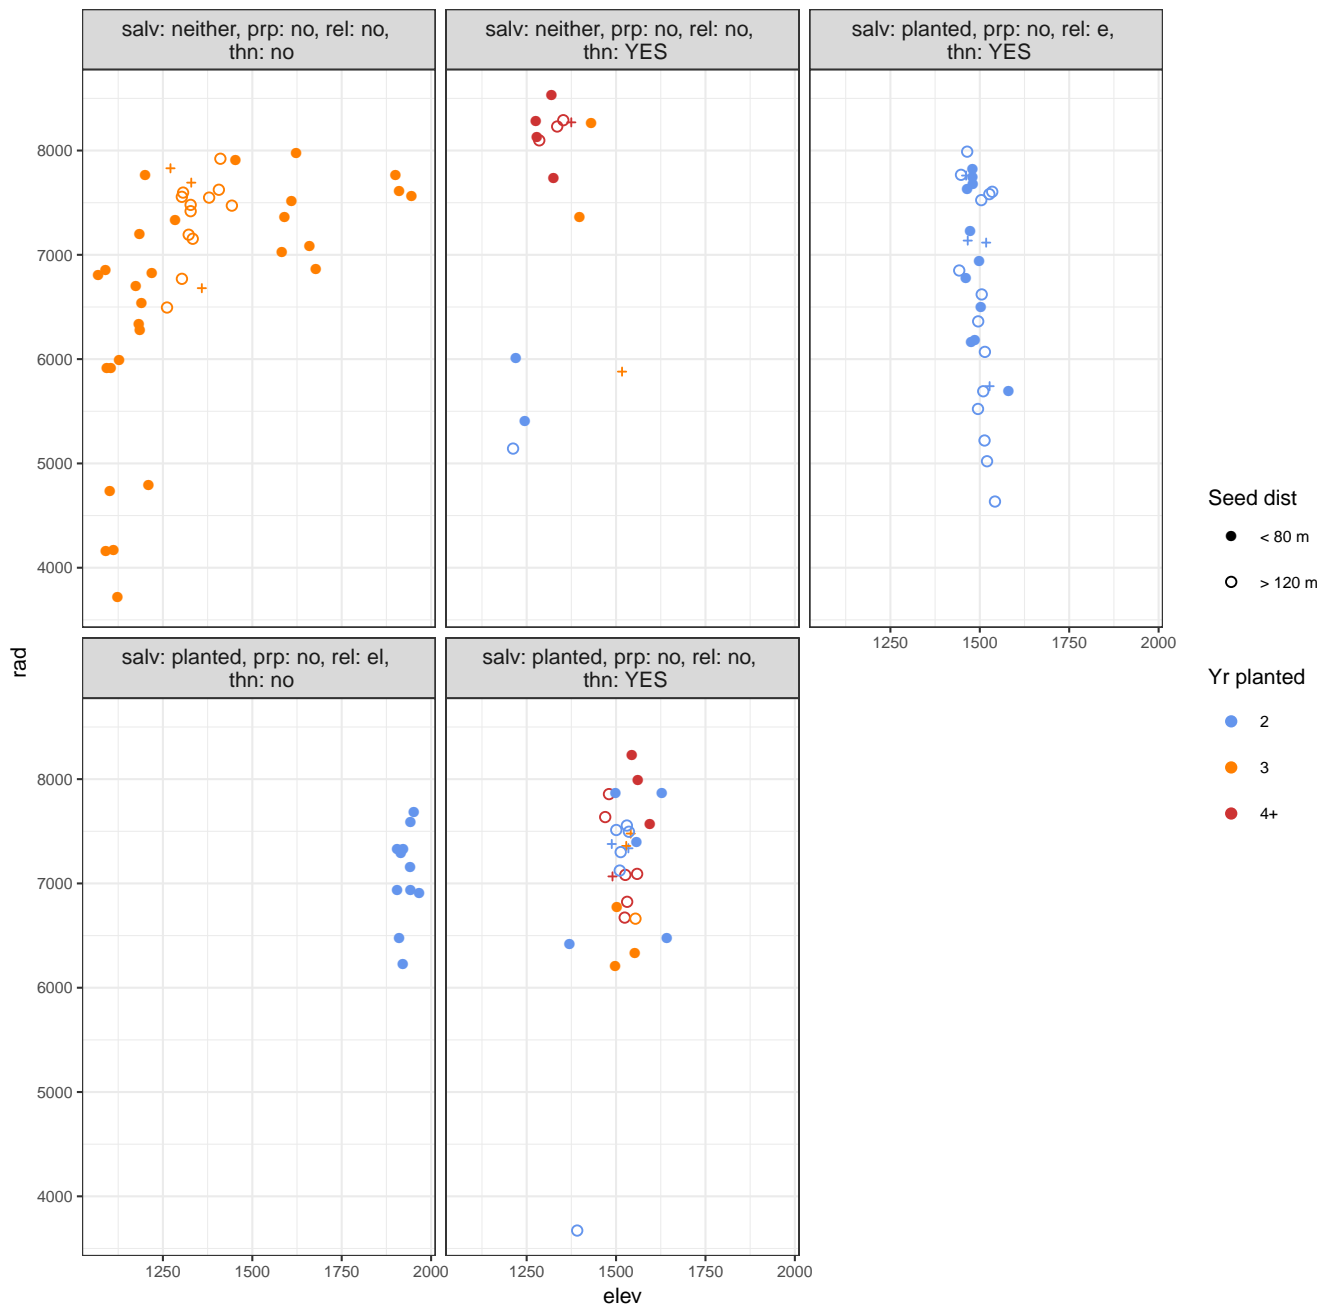 salv: neither, prp: no, rel: no,
thn: no
salv: neither, prp: no, rel: no,
thn: YES
salv: planted, prp: no, rel: e,
thn: YES
8000
7000
6000
5000
4000
1250 1500 1750 2000
salv: planted, prp: no, rel: el,
thn: no
salv: planted, prp: no, rel: no,
thn: YES
8000
7000
6000
5000
4000
1250 1500 1750 2000
1250 1500 1750 2000
elev
rad
Seed dist
< 80 m
> 120 m
Yr planted
2
3
4+